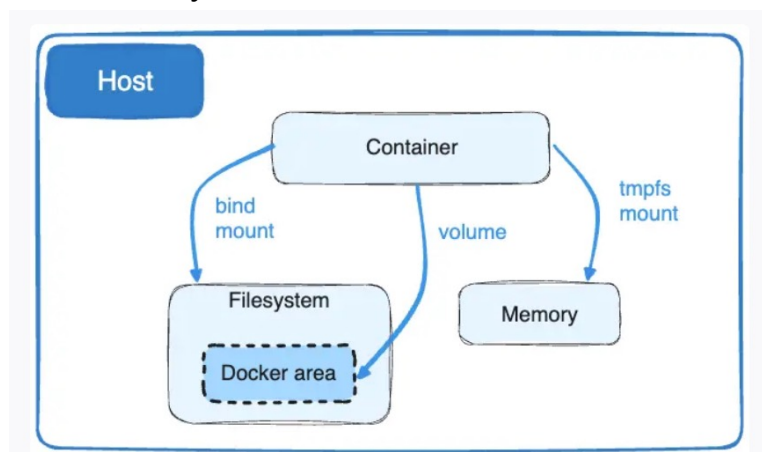 Host
Container
bind
mount
volume
tmpfs
mount
Filesystem
Memory
Docker area